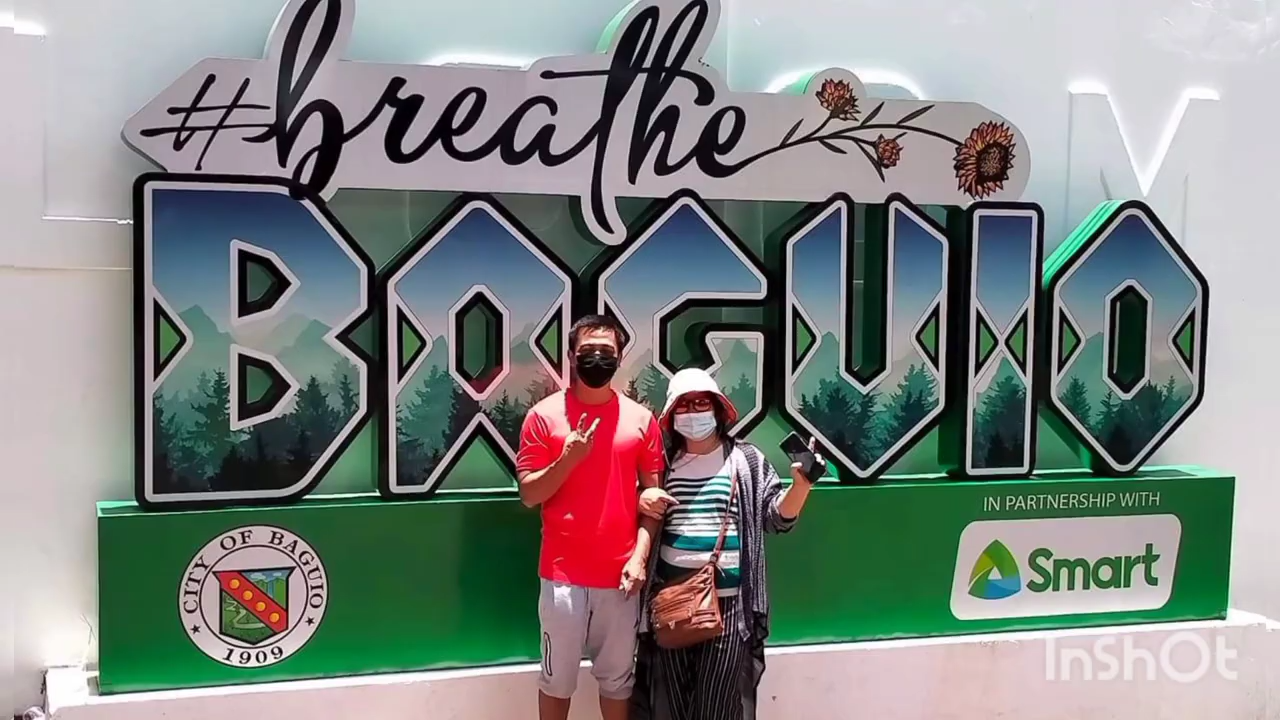 #breathe
BAGUIO
IN PARTNERSHIP WITH
Smart
CITY OF BAGUIO
1909
InShOt